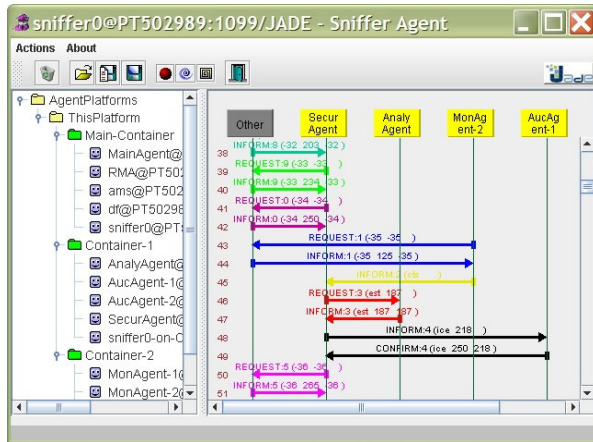 sniffer0@PT502989:1099/JADE - Sniffer Agent
Actions About
Jade
AgentPlatforms
ThisPlatform
Main-Container
MainAgent@
RMA@PT502
ams@PT502
df@PT50298
sniffer0@PTS
Container-1
AnalyAgent@
AucAgent-1@
AucAgent-2@
SecurAgent@
sniffer0-on-C
Container-2
MonAgent-1@
MonAgent-2@
Other
Secur Agent
Analy Agent
MonAg ent-2
AucAg ent-1
38 INFORM:8 (-32 203 -32)
39 REQUEST:9 (-33 -33 )
40 INFORM:9 (-33 234 -33)
41 REQUEST:0 (-34 -34 )
42 INFORM:0 (-34 250 -34)
43 REQUEST:1 (-35 -35 )
44 INFORM:1 (-35 125 -35)
45 INFORM:2 (cfs )
46 REQUEST:3 (est 187 )
47 INFORM:3 (est 187 187)
48 INFORM:4 (ice 218 )
49 CONFIRM:4 (ice 250 218)
50 REQUEST:5 (-36 -36 )
51 INFORM:5 (-36 265 -36)